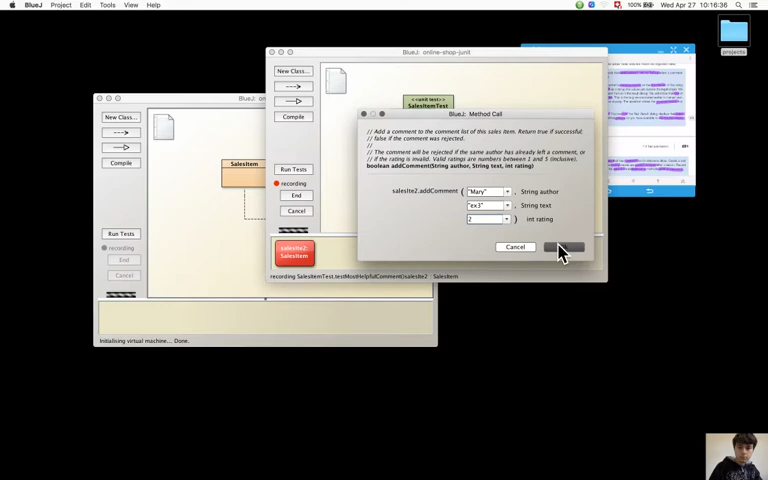 BlueJ Project Edit Tools View Help
100% Wed Apr 27 10:16:36
projects
BlueJ: online-shop-junit
New Class...
Compile
Run Tests
recording
End
Cancel
<<unit test>>
SalesItemTest
salesIte2:
SalesItem
recording SalesItemTest.testMostHelpfulComment()salesIte2 : SalesItem
BlueJ: Method Call
// Add a comment to the comment list of this sales item. Return true if successful;
// false if the comment was rejected.
//
// The comment will be rejected if the same author has already left a comment, or
// if the rating is invalid. Valid ratings are numbers between 1 and 5 (inclusive).
boolean addComment(String author, String text, int rating)
salesIte2.addComment ( "Mary" , String author
"ex3" , String text
2 ) int rating
Cancel
New Class...
Compile
Run Tests
recording
End
Cancel
SalesItem
Initialising virtual machine... Done.